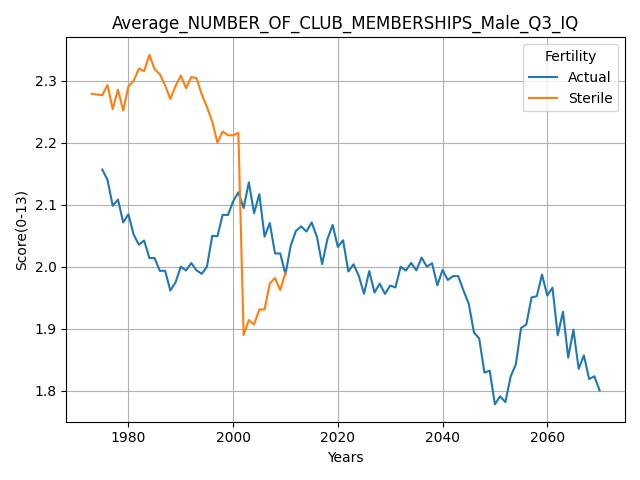 Average_NUMBER_OF_CLUB_MEMBERSHIPS_Male_Q3_IQ
Fertility
Actual
Sterile
Score(0-13)
2.3
2.2
2.1
2.0
1.9
1.8
1980 2000 2020 2040 2060
Years